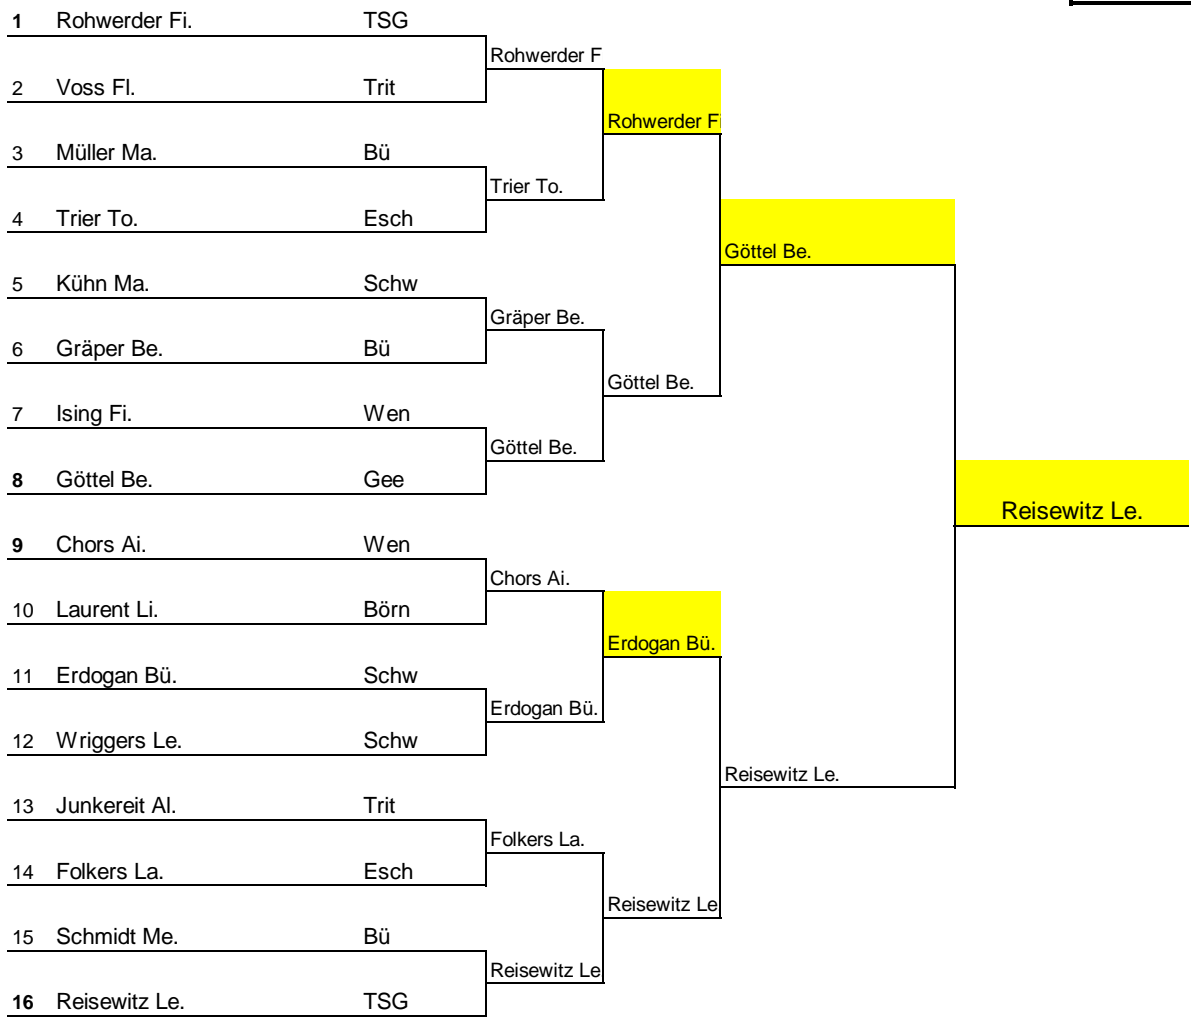 1 Rohwerder Fi. TSG
Rohwerder F
2 Voss Fl. Trit
Rohwerder Fi
3 Müller Ma. Bü
Trier To.
4 Trier To. Esch
Göttel Be.
5 Kühn Ma. Schw
Gräper Be.
6 Gräper Be. Bü
Göttel Be.
7 Ising Fi. Wen
Göttel Be.
8 Göttel Be. Gee
Reisewitz Le.
9 Chors Ai. Wen
Chors Ai.
10 Laurent Li. Börn
Erdogan Bü.
11 Erdogan Bü. Schw
Erdogan Bü.
12 Wriggers Le. Schw
Reisewitz Le.
13 Junkereit Al. Trit
Folkers La.
14 Folkers La. Esch
Reisewitz Le
15 Schmidt Me. Bü
Reisewitz Le
16 Reisewitz Le. TSG